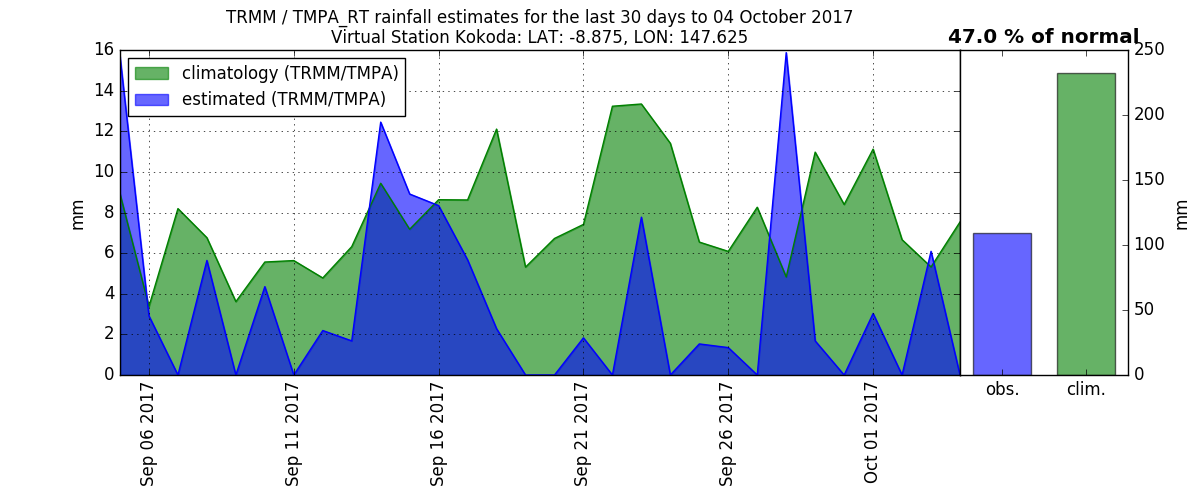 TRMM / TMPA_RT rainfall estimates for the last 30 days to 04 October 2017
Virtual Station Kokoda: LAT: -8.875, LON: 147.625
47.0 % of normal
climatology (TRMM/TMPA)
estimated (TRMM/TMPA)
16
14
12
10
8
6
4
2
0
mm
Sep 06 2017
Sep 11 2017
Sep 16 2017
Sep 21 2017
Sep 26 2017
Oct 01 2017
obs.
clim.
250
200
150
100
50
0
mm